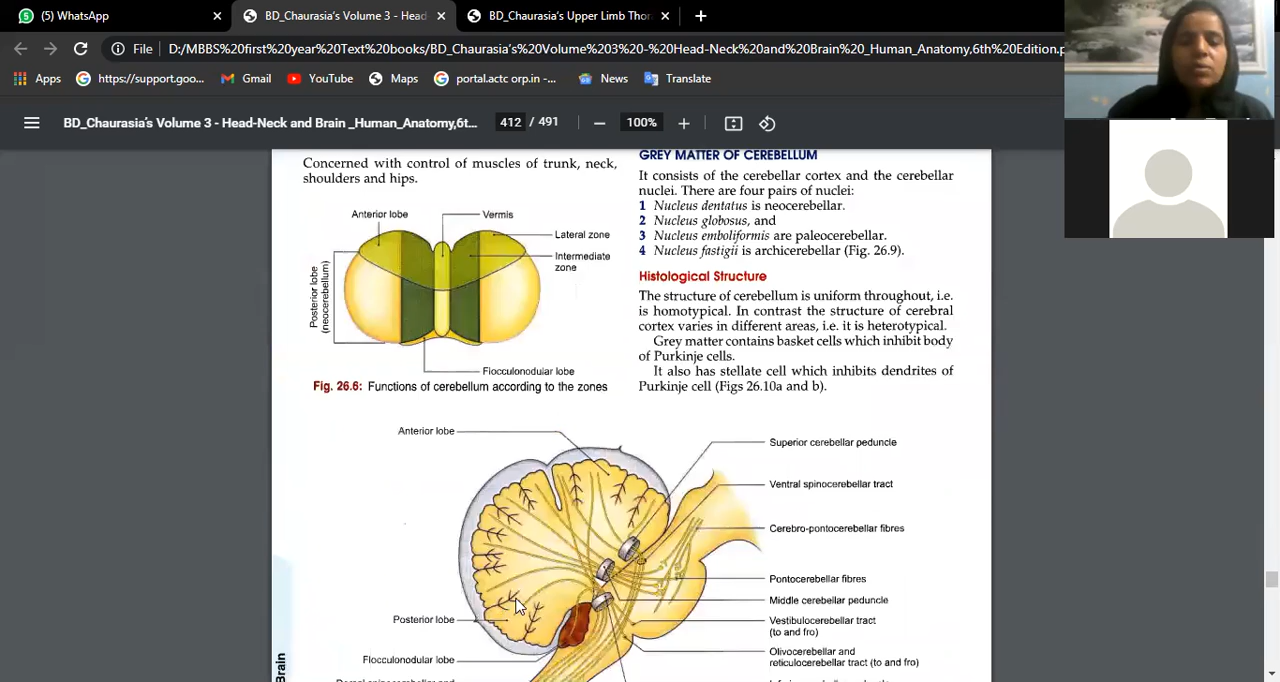 (5) WhatsApp
BD_Chaurasia's Volume 3 - Head
BD_Chaurasia's Upper Limb Thor
File
D:/MBBS%20first%20year%20Text%20books/BD_Chaurasia's%20Volume%203%20-%20Head-Neck%20and%20Brain%20_Human_Anatomy,6th%20Edition.p
Apps
https://support.goo...
Gmail
YouTube
Maps
portal.actc orp.in -...
News
Translate
BD_Chaurasia's Volume 3 - Head-Neck and Brain _Human_Anatomy,6t...
412 / 491
100%
Concerned with control of muscles of trunk, neck,
shoulders and hips.
Anterior lobe
Vermis
Lateral zone
Intermediate
zone
Posterior lobe
(neocerebellum)
Flocculonodular lobe
Fig. 26.6: Functions of cerebellum according to the zones
GREY MATTER OF CEREBELLUM
It consists of the cerebellar cortex and the cerebellar
nuclei. There are four pairs of nuclei:
1 Nucleus dentatus is neocerebellar.
2 Nucleus globosus, and
3 Nucleus emboliformis are paleocerebellar.
4 Nucleus fastigii is archicerebellar (Fig. 26.9).
Histological Structure
The structure of cerebellum is uniform throughout, i.e.
is homotypical. In contrast the structure of cerebral
cortex varies in different areas, i.e. it is heterotypical.
Grey matter contains basket cells which inhibit body
of Purkinje cells.
It also has stellate cell which inhibits dendrites of
Purkinje cell (Figs 26.10a and b).
Anterior lobe
Superior cerebellar peduncle
Ventral spinocerebellar tract
Cerebro-pontocerebellar fibres
Pontocerebellar fibres
Middle cerebellar peduncle
Posterior lobe
Vestibulocerebellar tract
(to and fro)
Flocculonodular lobe
Olivocerebellar and
reticulocerebellar tract (to and fro)
Brain